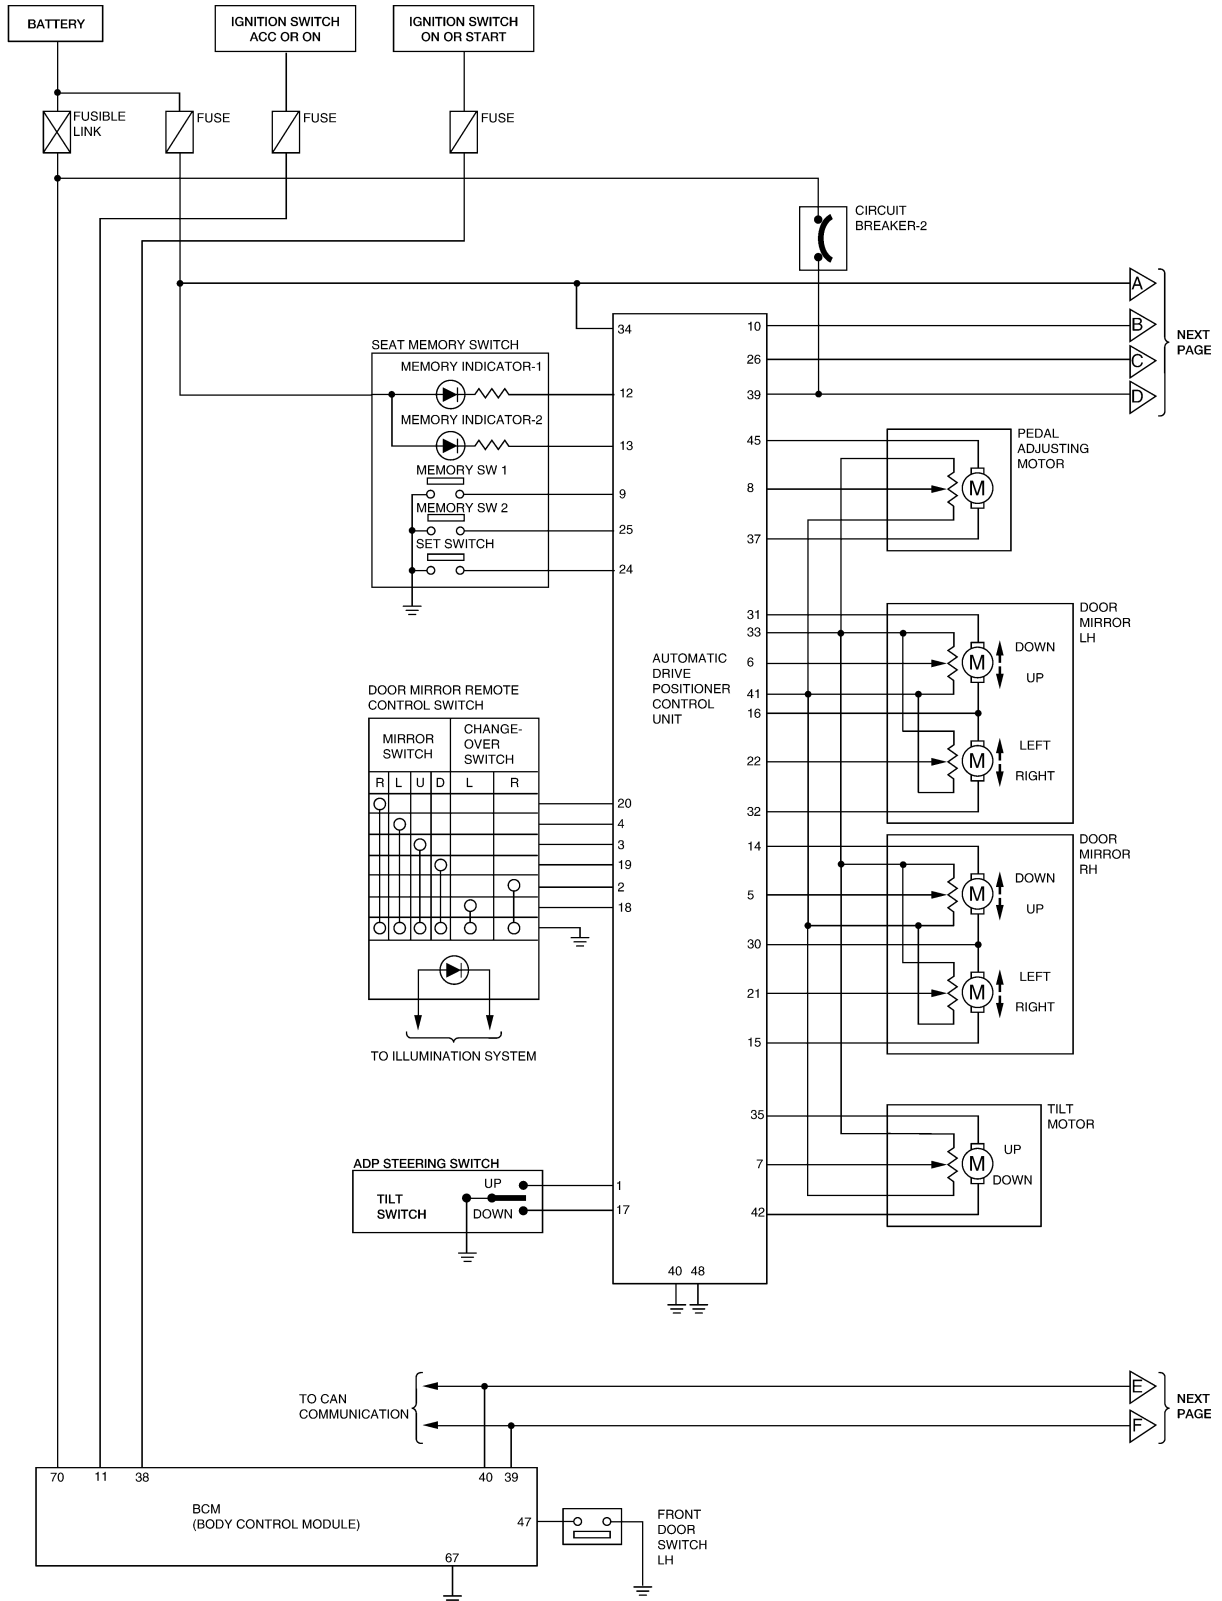 BATTERY
IGNITION SWITCH
ACC OR ON
IGNITION SWITCH
ON OR START
FUSIBLE
LINK
FUSE
FUSE
FUSE
CIRCUIT
BREAKER-2
A
B
C
D
NEXT
PAGE
SEAT MEMORY SWITCH
MEMORY INDICATOR-1
MEMORY INDICATOR-2
MEMORY SW 1
MEMORY SW 2
SET SWITCH
34
12
13
9
25
24
10
26
39
45
8
37
PEDAL
ADJUSTING
MOTOR
M
AUTOMATIC
DRIVE
POSITIONER
CONTROL
UNIT
31
33
6
41
16
22
32
DOOR
MIRROR
LH
M
DOWN
UP
M
LEFT
RIGHT
DOOR MIRROR REMOTE
CONTROL SWITCH
MIRROR
SWITCH
CHANGE-
OVER
SWITCH
R L U D L R
20
4
3
19
2
18
TO ILLUMINATION SYSTEM
14
5
30
21
15
DOOR
MIRROR
RH
M
DOWN
UP
M
LEFT
RIGHT
35
7
42
TILT
MOTOR
M
UP
DOWN
ADP STEERING SWITCH
TILT
SWITCH
UP
DOWN
1
17
40 48
TO CAN
COMMUNICATION
E
F
NEXT
PAGE
70 11 38 40 39
BCM
(BODY CONTROL MODULE)
47
67
FRONT
DOOR
SWITCH
LH